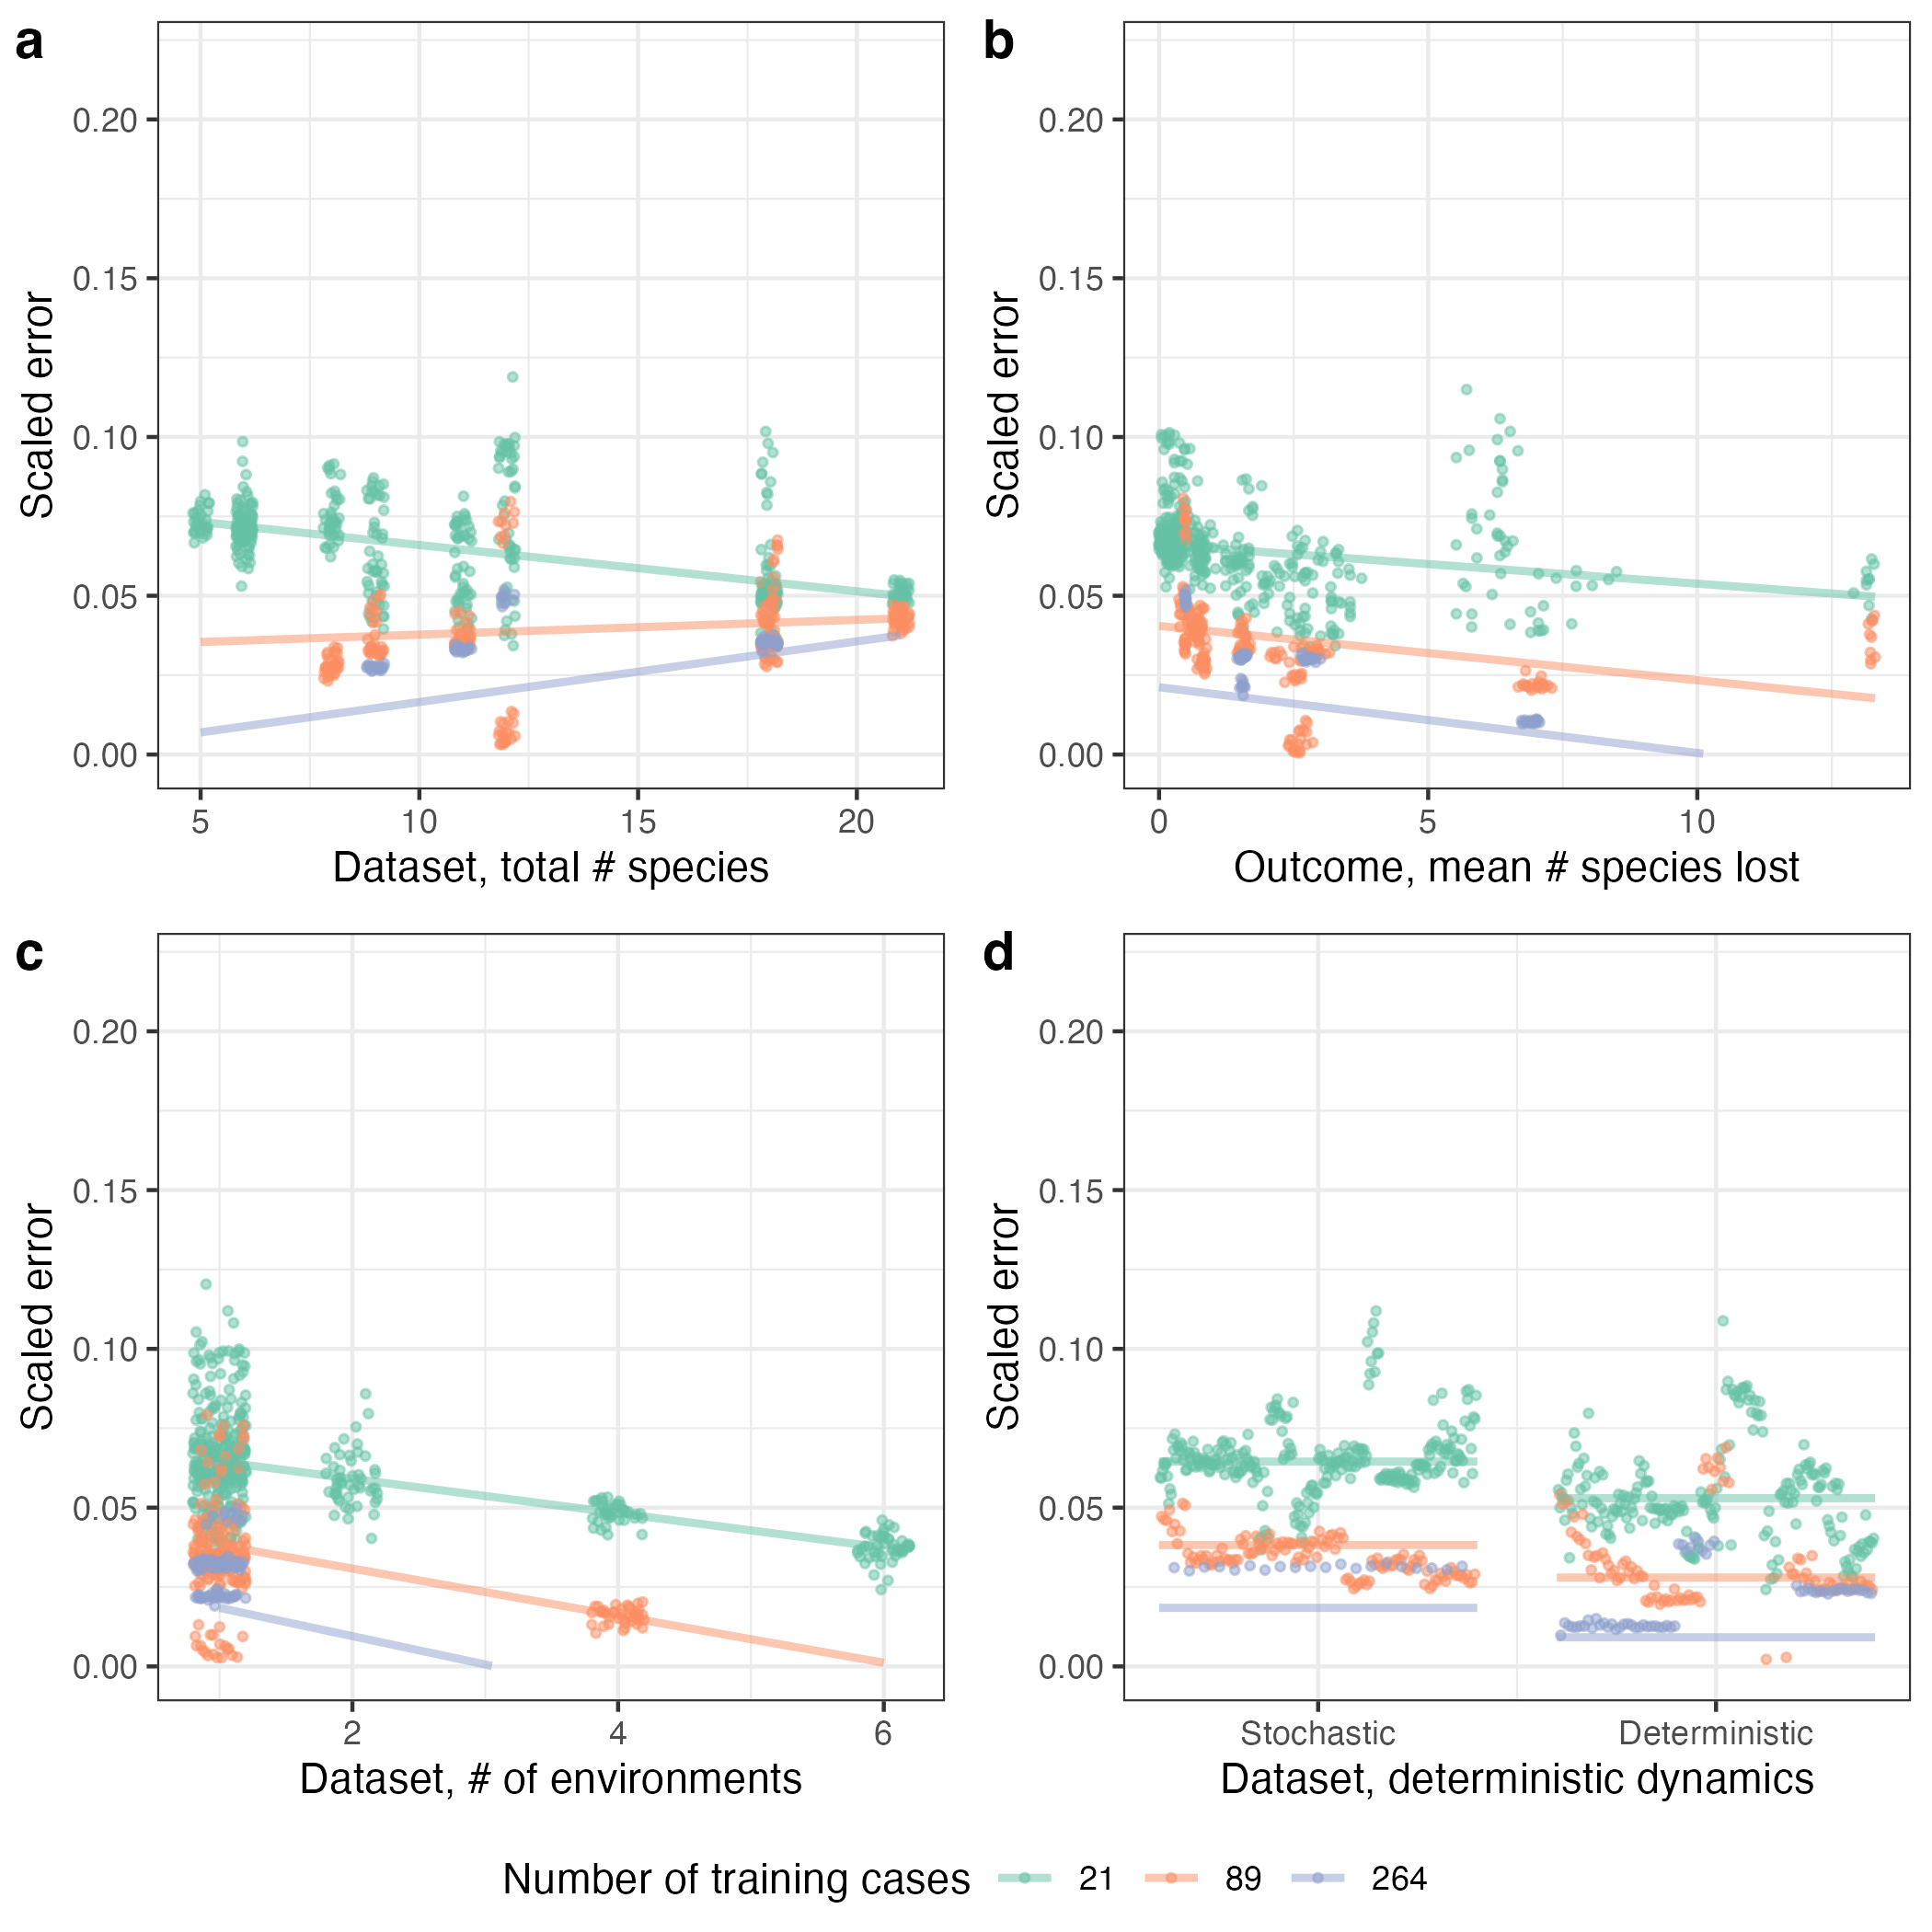 a
0.20
0.15
0.10
0.05
0.00
Scaled error
5 10 15 20
Dataset, total # species
b
0.20
0.15
0.10
0.05
0.00
Scaled error
0 5 10
Outcome, mean # species lost
c
0.20
0.15
0.10
0.05
0.00
Scaled error
2 4 6
Dataset, # of environments
d
0.20
0.15
0.10
0.05
0.00
Scaled error
Stochastic Deterministic
Dataset, deterministic dynamics
Number of training cases 21 89 264